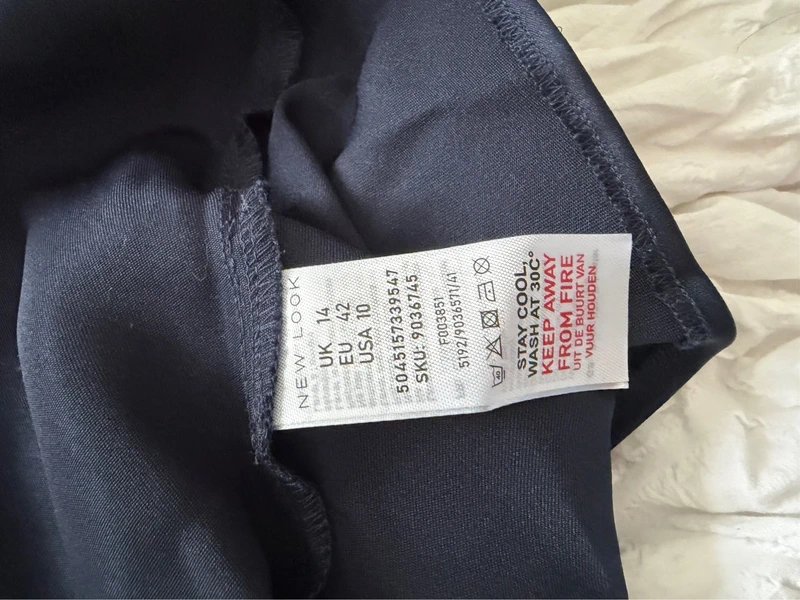 NEW LOOK
UK 14
EU 42
USA 10
5045157339547
SKU: 9036745
F003851
5192/9036571/41
40
STAY COOL,
WASH AT 30C°
KEEP AWAY
FROM FIRE
UIT DE BUURT VAN
VUUR HOUDEN